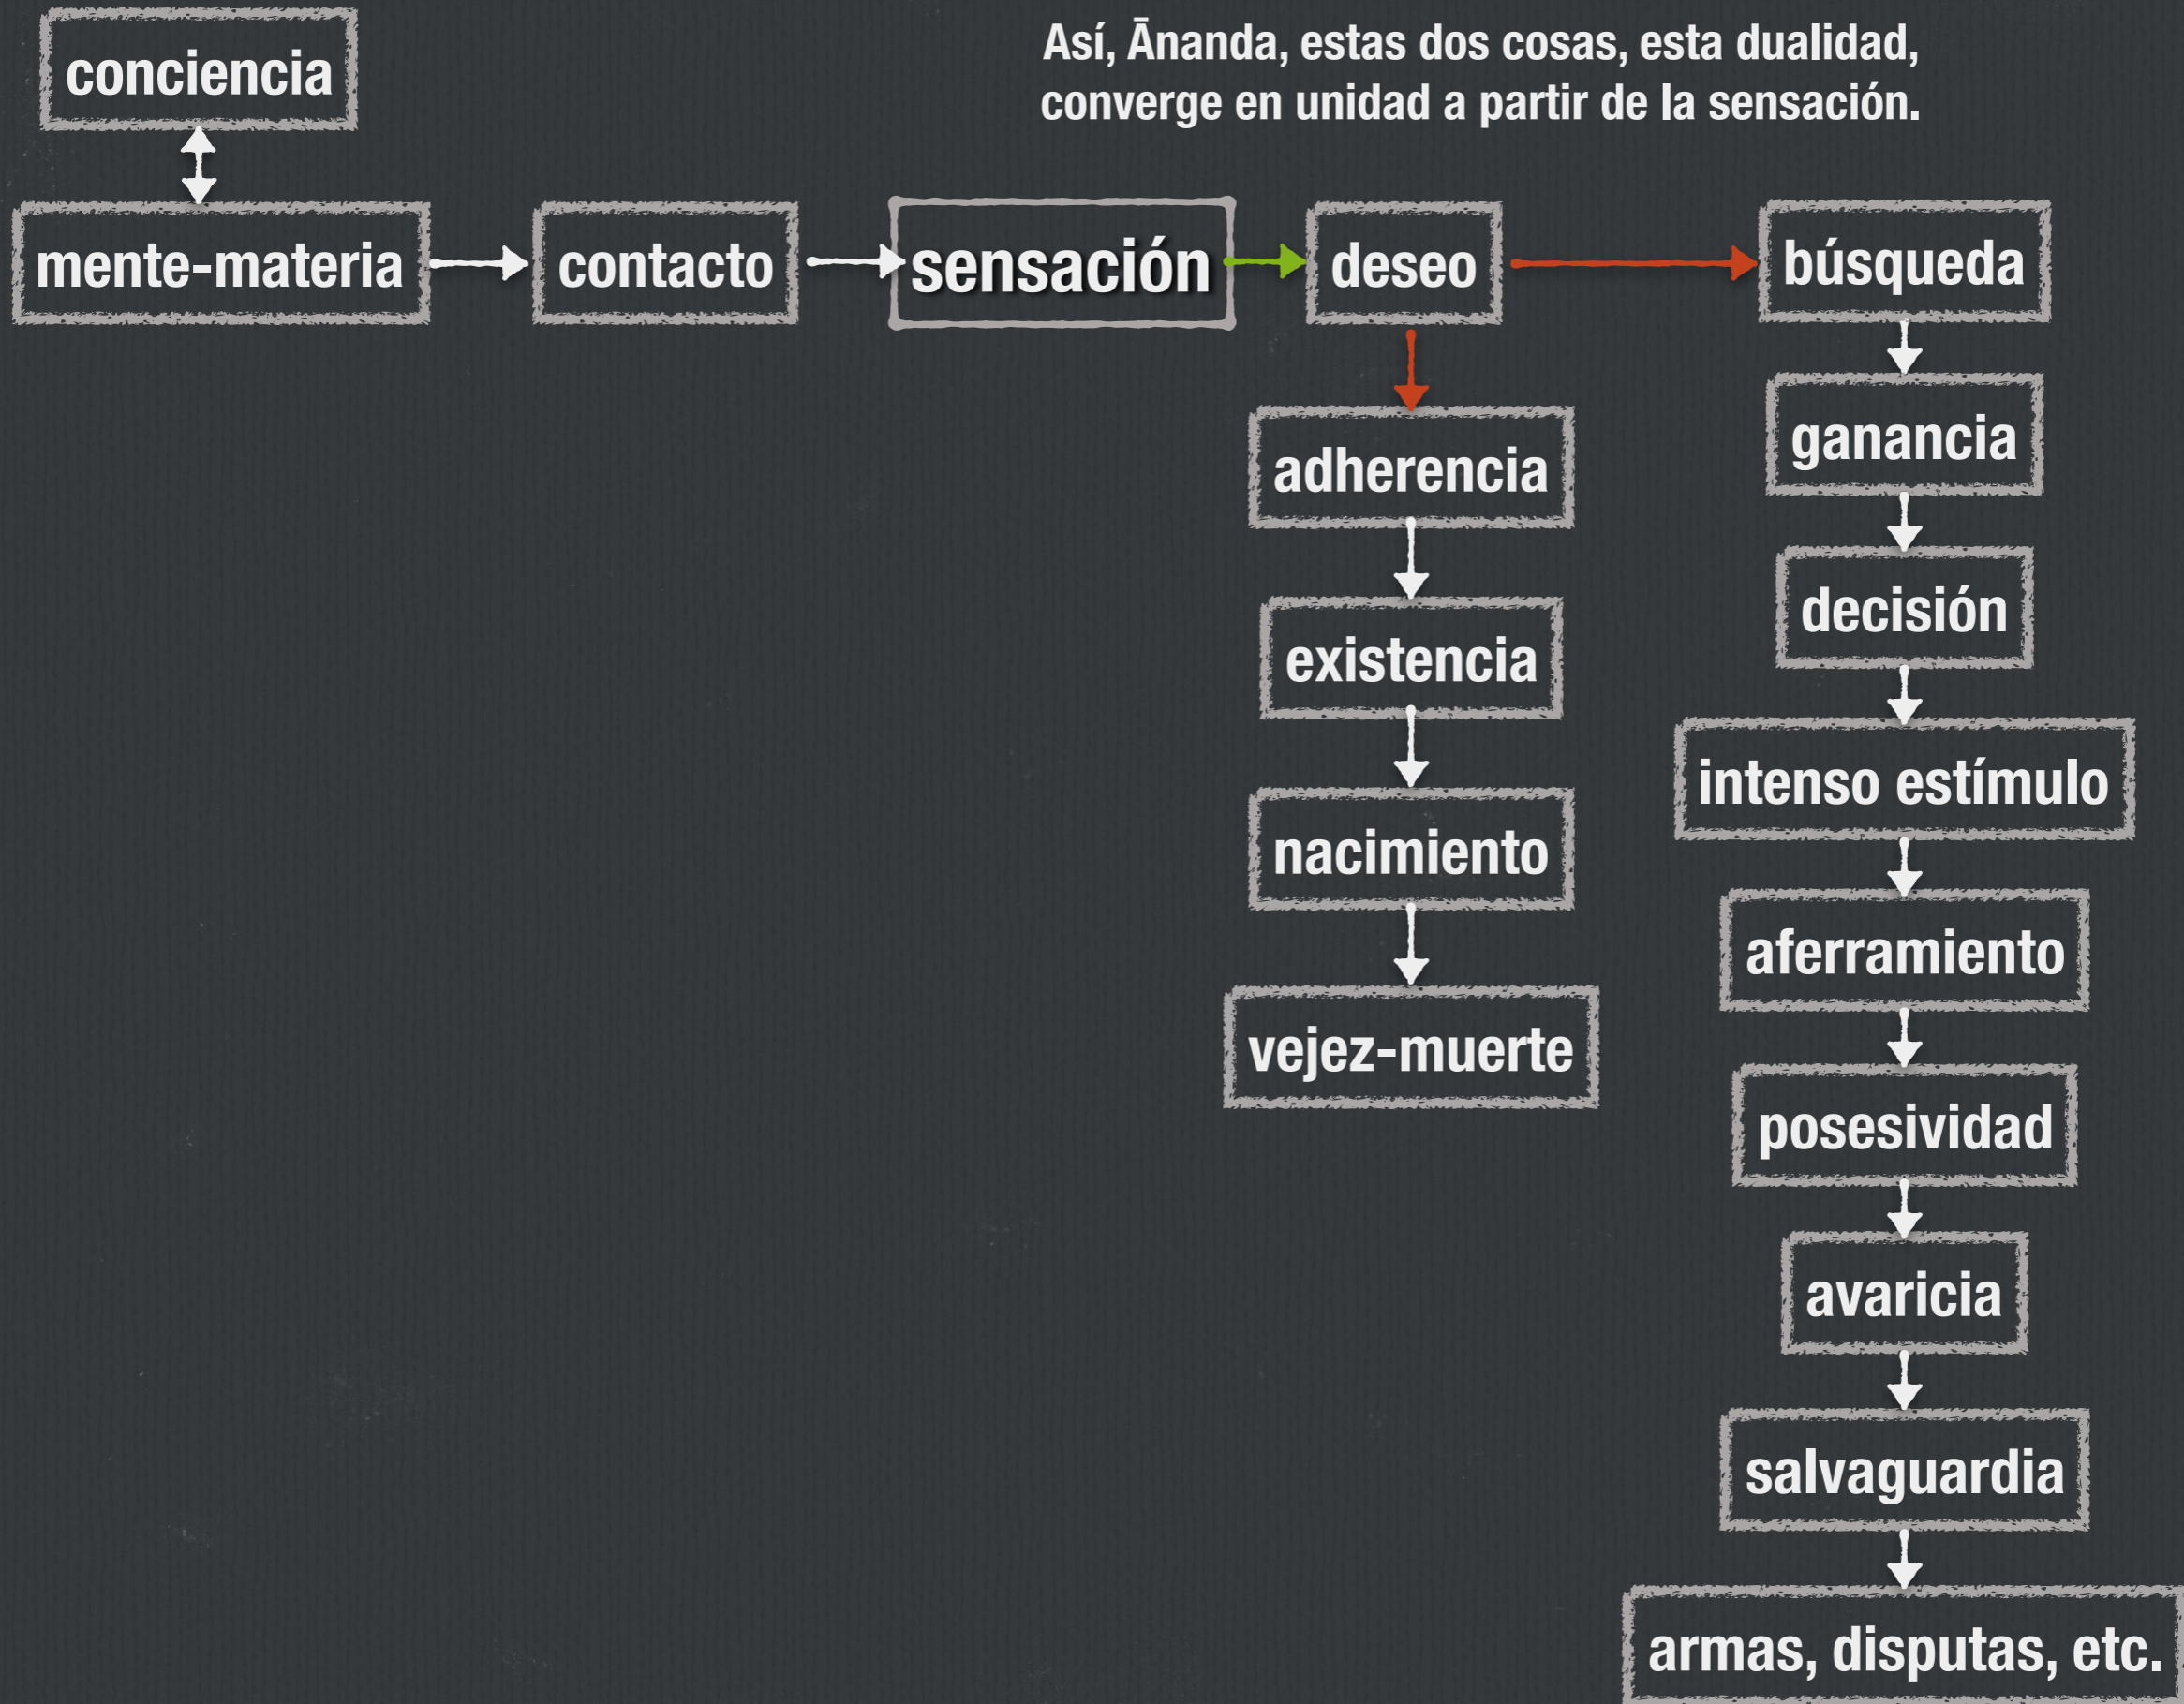 Así, Ānanda, estas dos cosas, esta dualidad,
converge en unidad a partir de la sensación.
conciencia
mente-materia
contacto
sensación
deseo
búsqueda
adherencia
existencia
nacimiento
vejez-muerte
ganancia
decisión
intenso estímulo
aferramiento
posesividad
avaricia
salvaguardia
armas, disputas, etc.